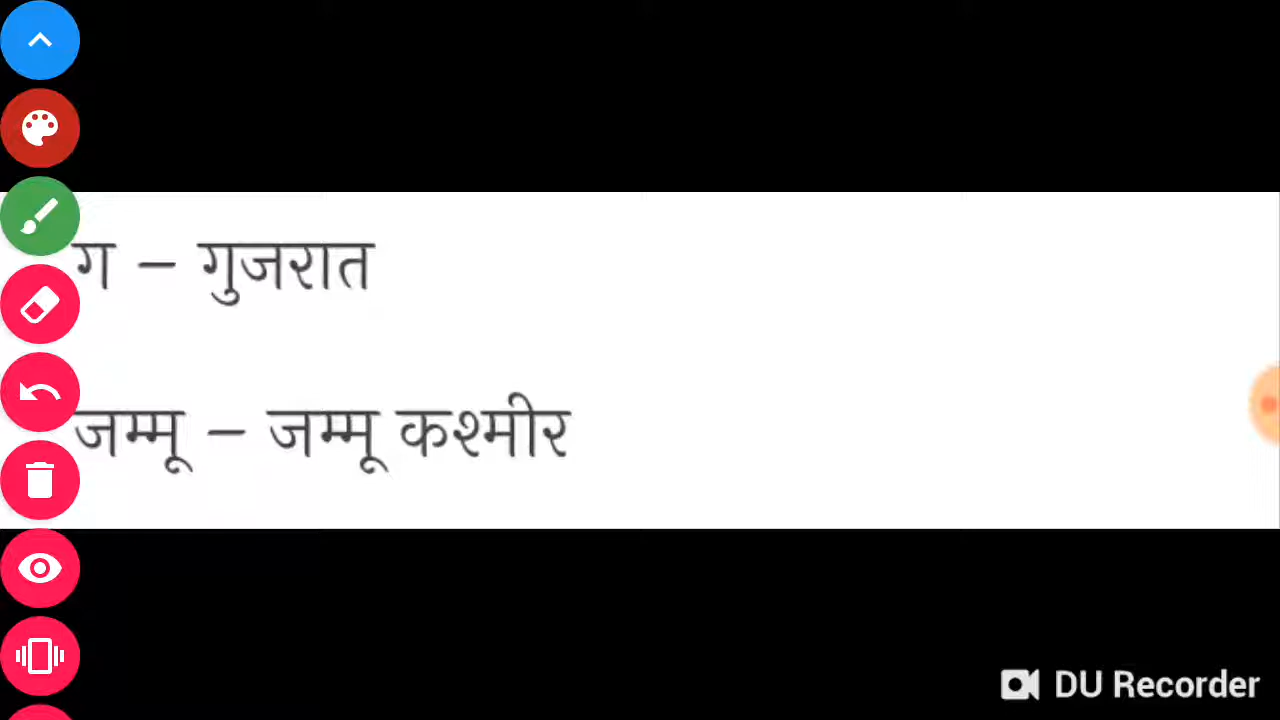 ग – गुजरात
जम्मू – जम्मू कश्मीर
DU Recorder